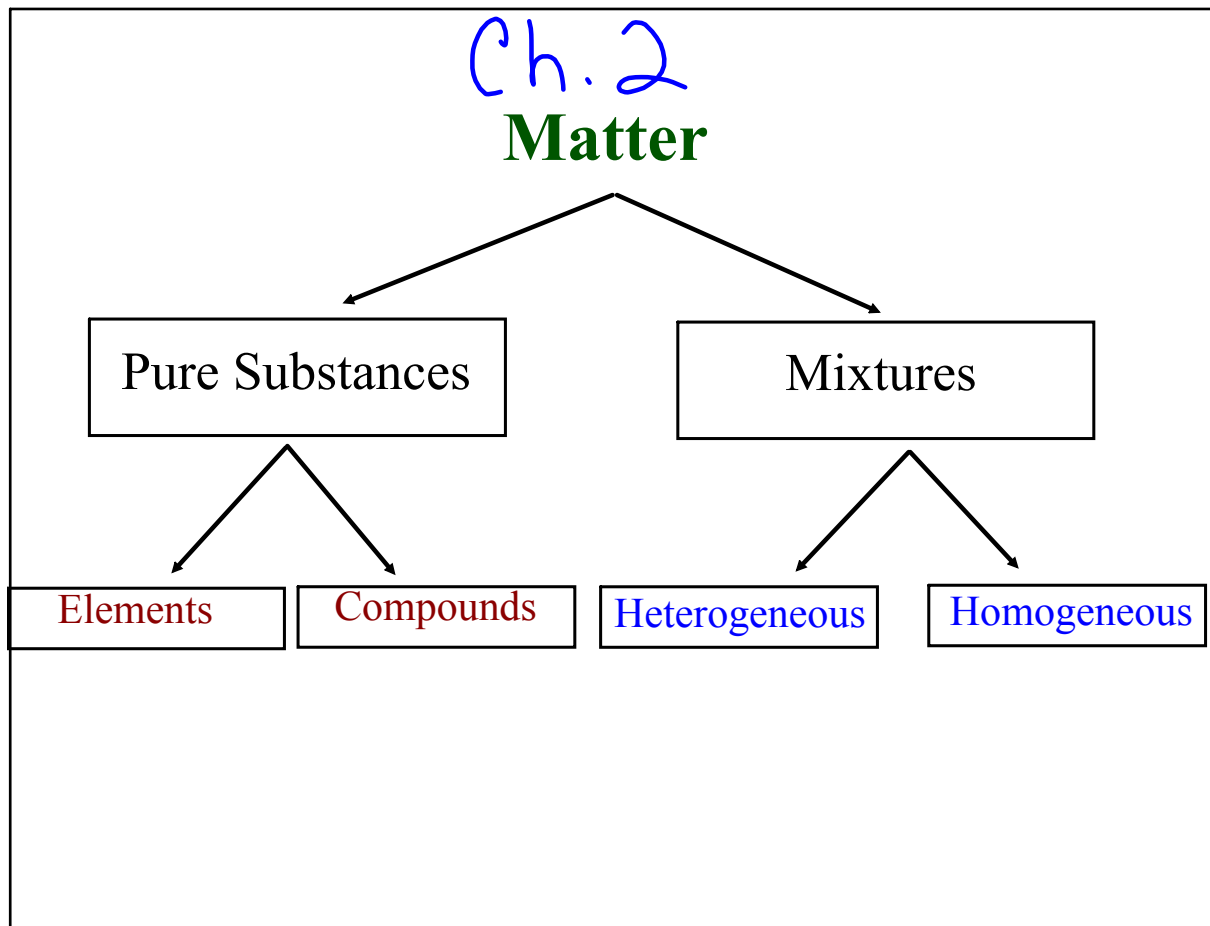 Ch. 2
Matter
Pure Substances
Mixtures
Elements
Compounds
Heterogeneous
Homogeneous